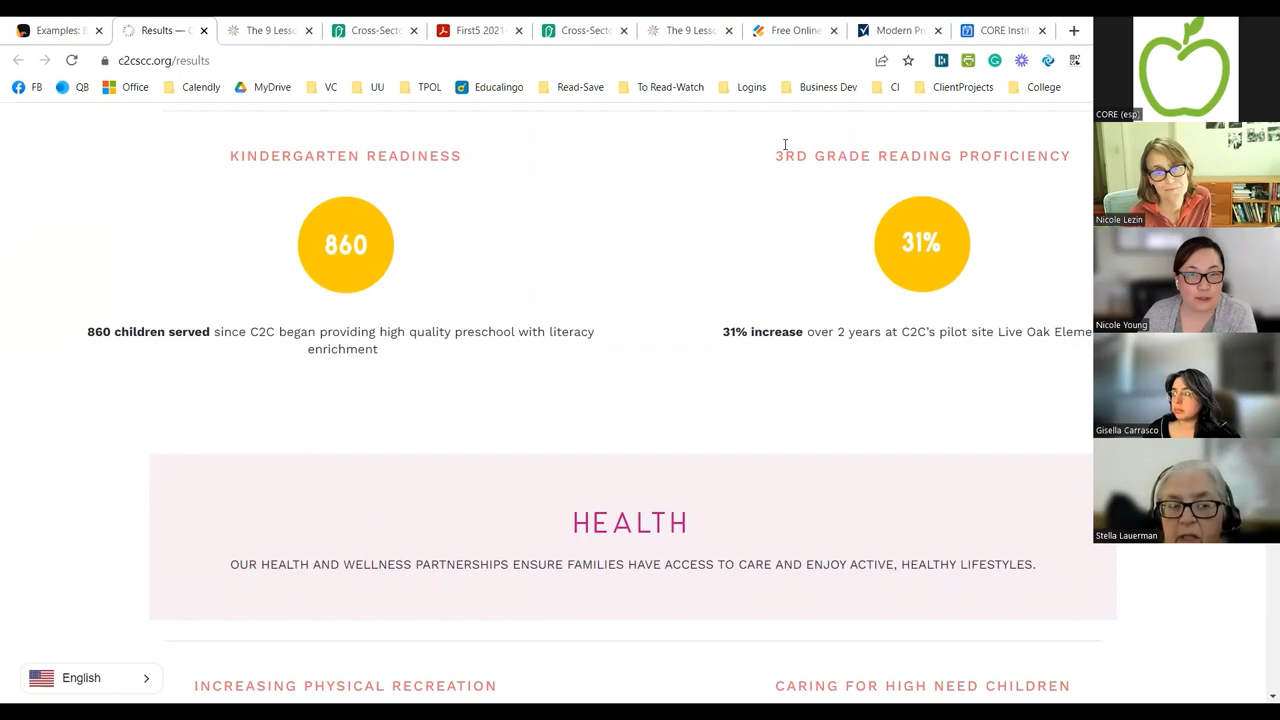 Examples: E
Results — C
The 9 Lesso
Cross-Secto
First5 2021
Cross-Secto
The 9 Lesso
Free Online
Modern Pr
CORE Insti
c2cscc.org/results
FB
QB
Office
Calendly
MyDrive
VC
UU
TPOL
Educalingo
Read-Save
To Read-Watch
Logins
Business Dev
CI
ClientProjects
College
CORE (esp)
Nicole Lezin
Nicole Young
Gisella Carrasco
Stella Lauerman
KINDERGARTEN READINESS
860
860 children served since C2C began providing high quality preschool with literacy
enrichment
3RD GRADE READING PROFICIENCY
31%
31% increase over 2 years at C2C's pilot site Live Oak Eleme
HEALTH
OUR HEALTH AND WELLNESS PARTNERSHIPS ENSURE FAMILIES HAVE ACCESS TO CARE AND ENJOY ACTIVE, HEALTHY LIFESTYLES.
INCREASING PHYSICAL RECREATION
CARING FOR HIGH NEED CHILDREN
English